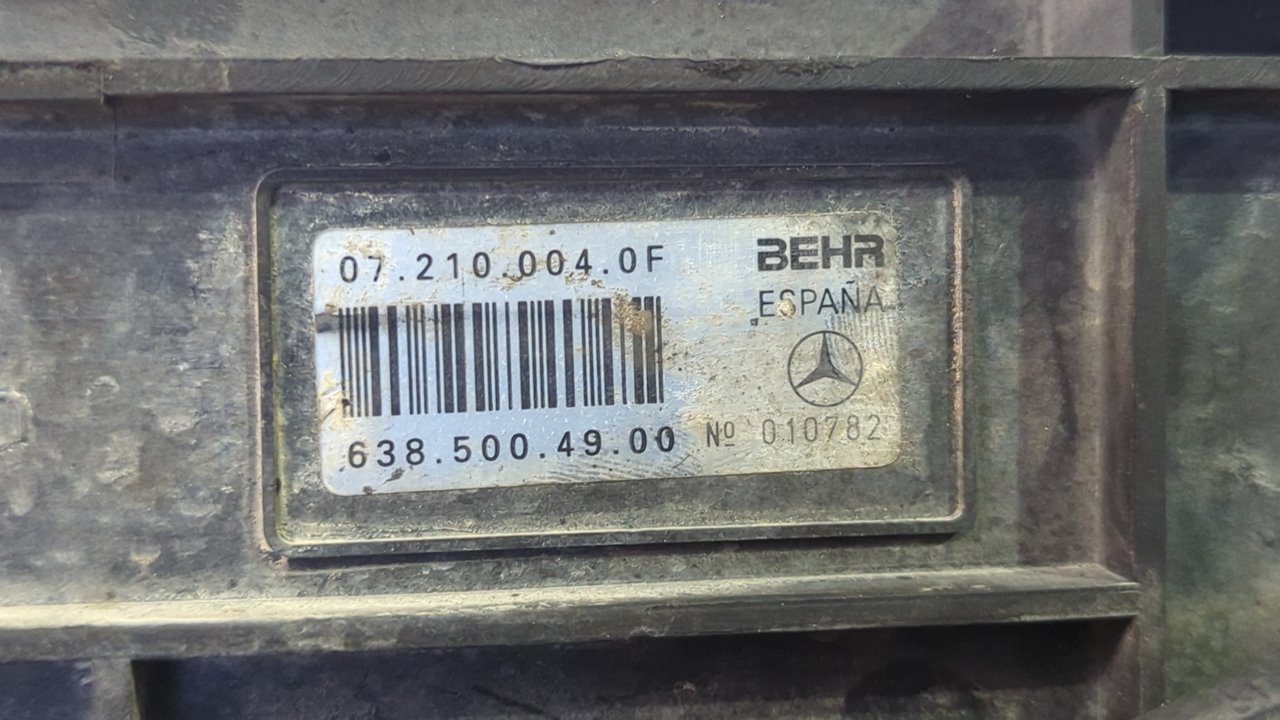 07.210.004.0F
BEHR
ESPAÑA
638.500.49.00
Nº 010782